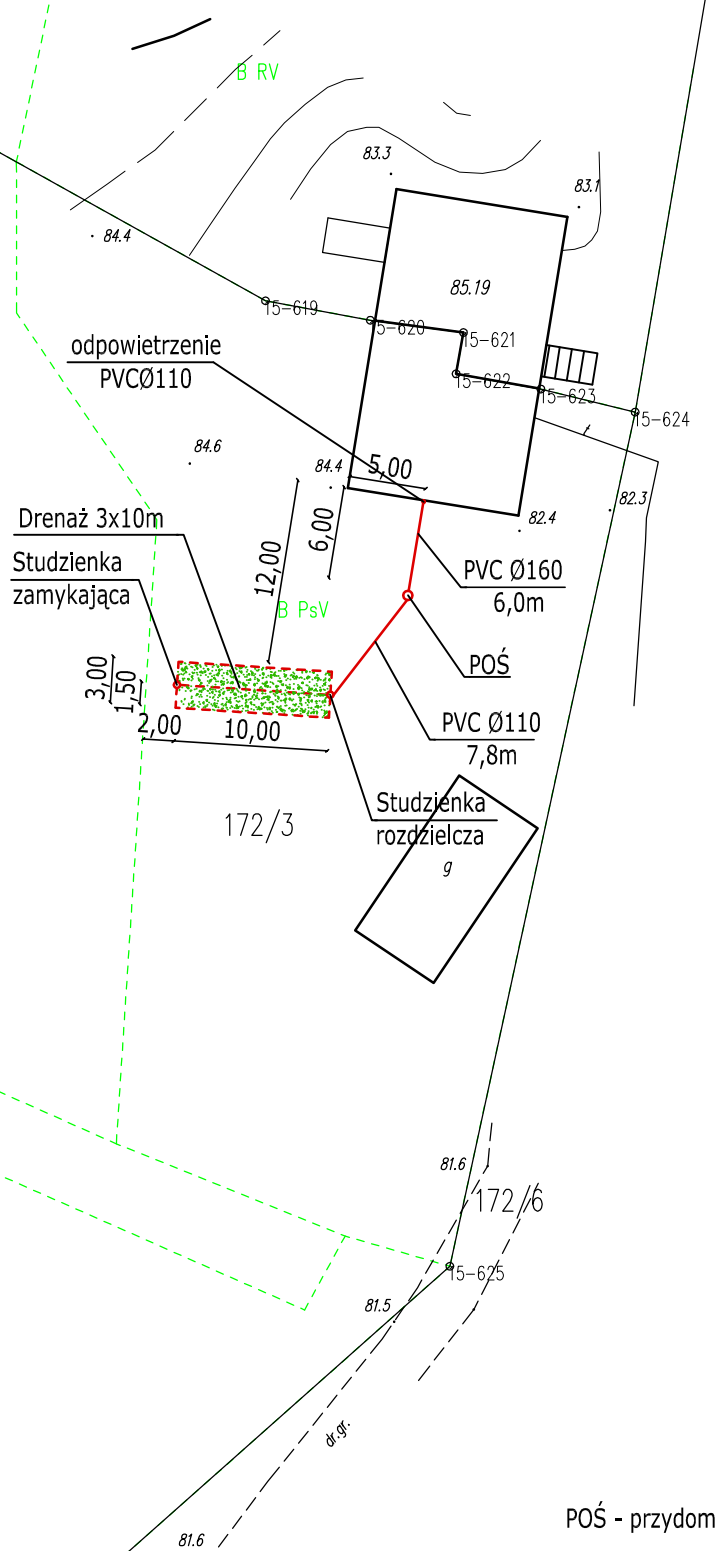 B RV
83.3
83.1
84.4
85.19
15-619
15-620
15-621
odpowietrzenie
PVCØ110
15-622
15-623
15-624
84.6
84.4
5,00
82.3
82.4
Drenaż 3x10m
6,00
12,00
Studzienka
zamykająca
PVC Ø160
6,0m
B PsV
POŚ
3,00
1,50
2,00
10,00
PVC Ø110
7,8m
172/3
Studzienka
rozdzielcza
g
81.6
172/6
15-625
81.5
dr.gr.
POŚ - przydom
81.6